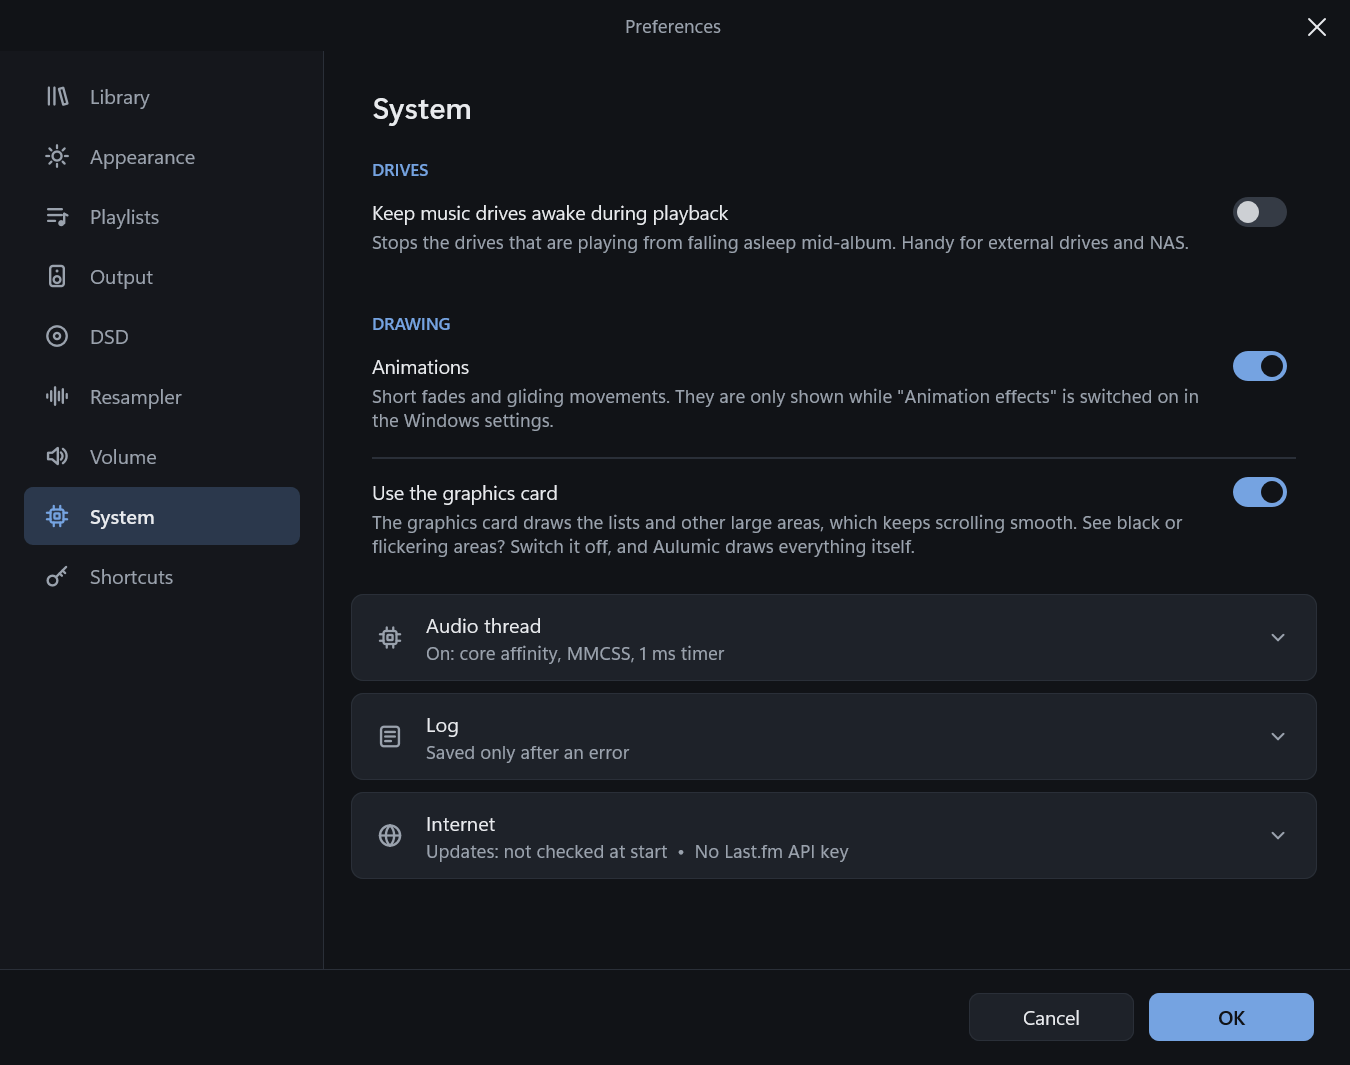 Preferences
Library
Appearance
Playlists
Output
DSD
Resampler
Volume
System
Shortcuts
System
DRIVES
Keep music drives awake during playback
Stops the drives that are playing from falling asleep mid-album. Handy for external drives and NAS.
DRAWING
Animations
Short fades and gliding movements. They are only shown while "Animation effects" is switched on in
the Windows settings.
Use the graphics card
The graphics card draws the lists and other large areas, which keeps scrolling smooth. See black or
flickering areas? Switch it off, and Aulumic draws everything itself.
Audio thread
On: core affinity, MMCSS, 1 ms timer
Log
Saved only after an error
Internet
Updates: not checked at start • No Last.fm API key
Cancel
OK